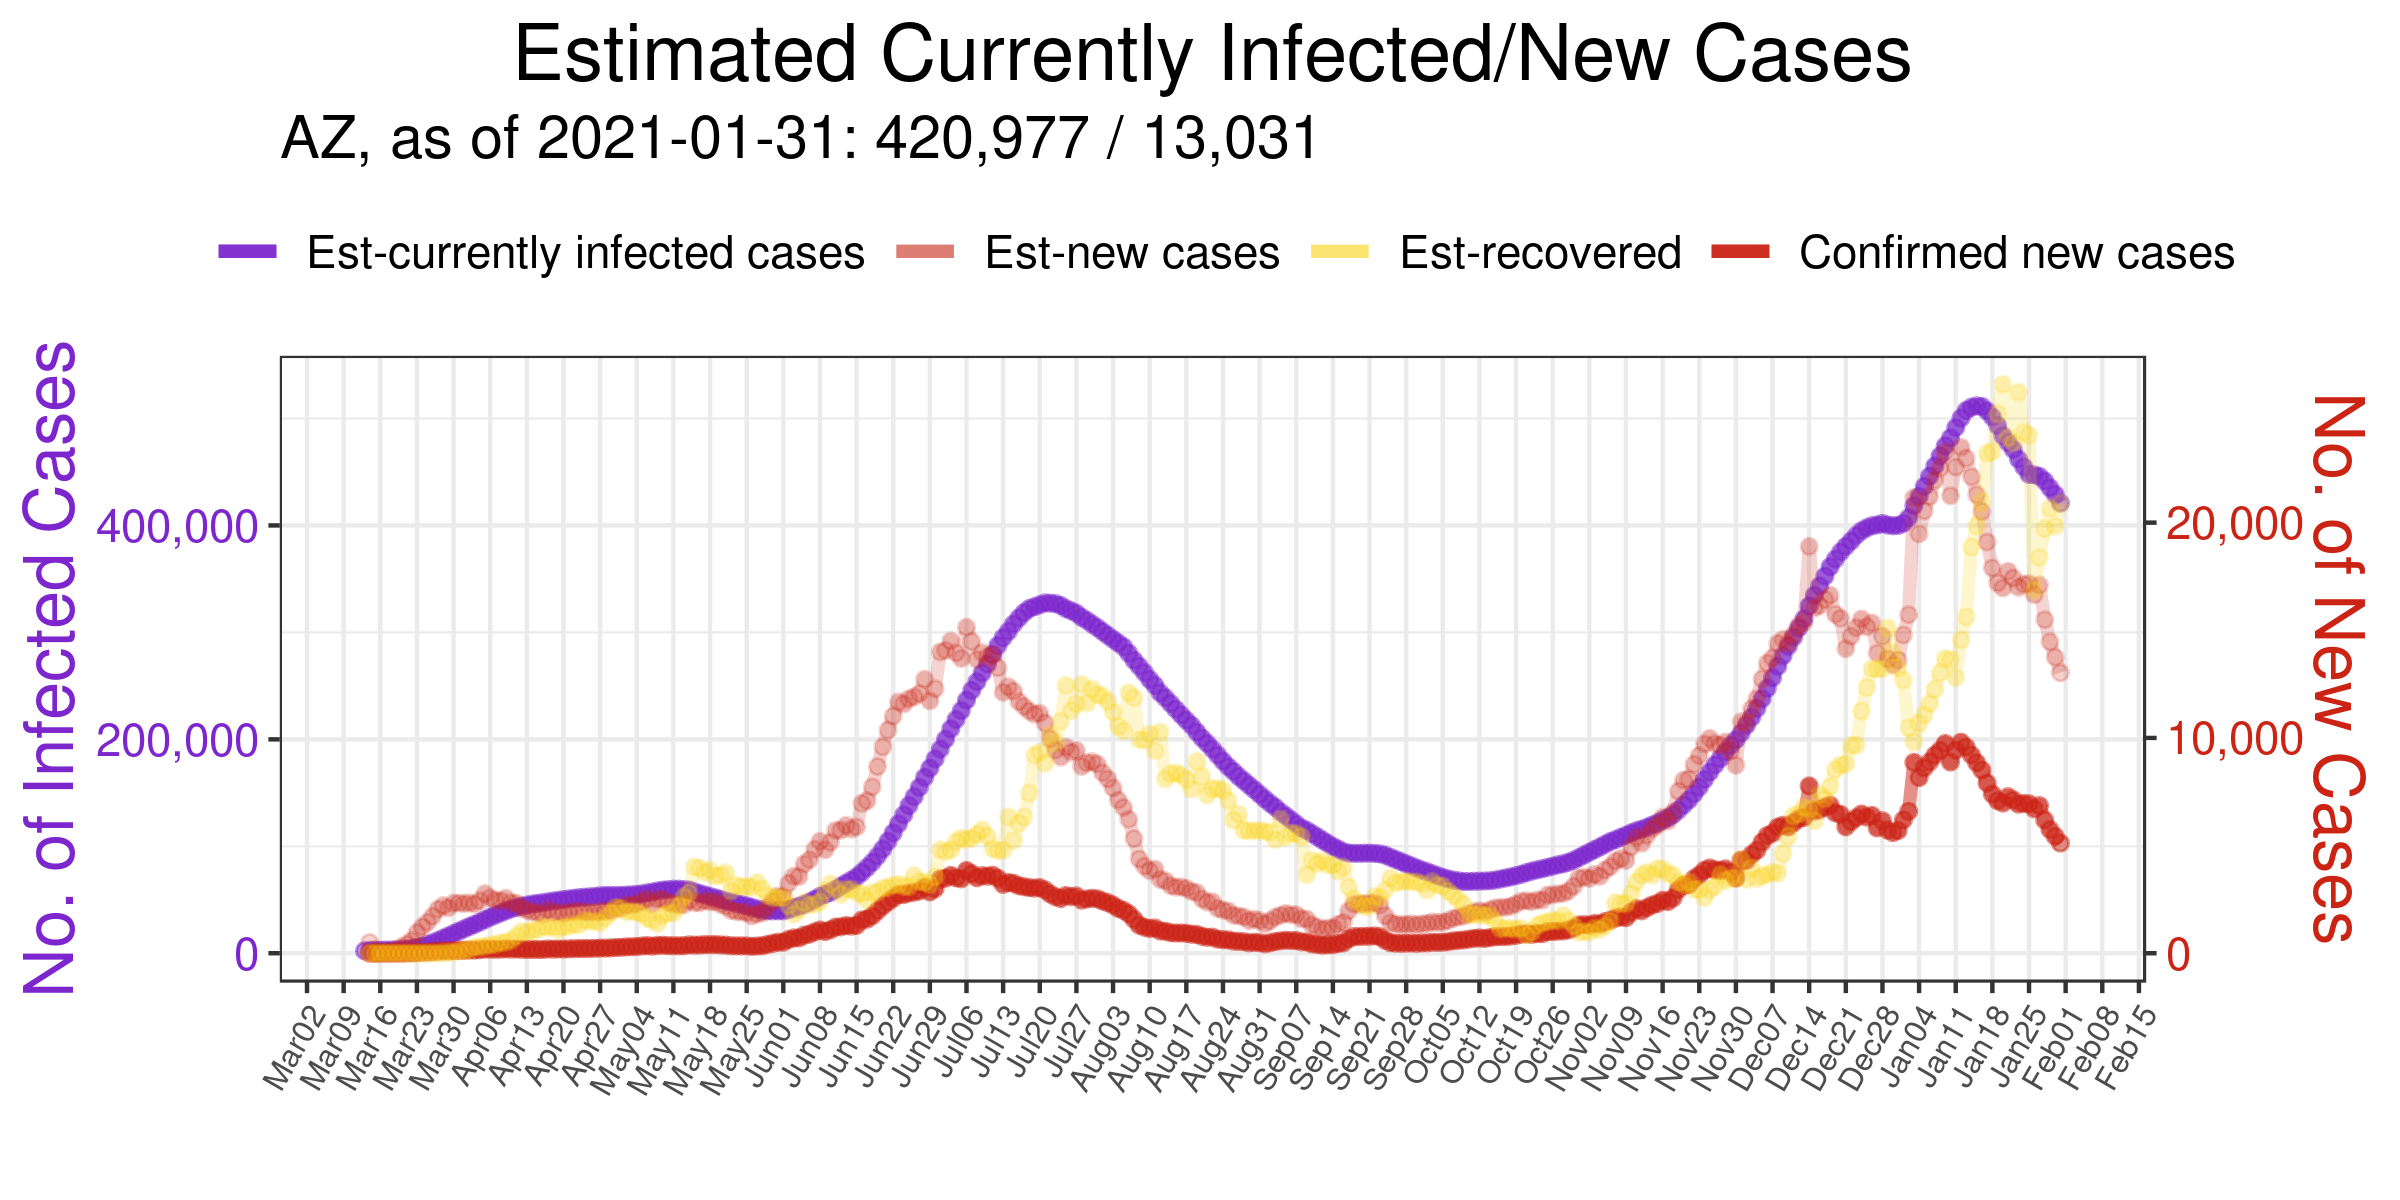 Estimated Currently Infected/New Cases
AZ, as of 2021-01-31: 420,977 / 13,031
Est-currently infected cases Est-new cases Est-recovered Confirmed new cases
No. of Infected Cases
400,000
200,000
0
20,000
10,000
0
No. of New Cases
Mar02 Mar09 Mar16 Mar23 Mar30 Apr06 Apr13 Apr20 Apr27 May04 May11 May18 May25 Jun01 Jun08 Jun15 Jun22 Jun29 Jul06 Jul13 Jul20 Jul27 Aug03 Aug10 Aug17 Aug24 Aug31 Sep07 Sep14 Sep21 Sep28 Oct05 Oct12 Oct19 Oct26 Nov02 Nov09 Nov16 Nov23 Nov30 Dec07 Dec14 Dec21 Dec28 Jan04 Jan11 Jan18 Jan25 Feb01 Feb08 Feb15